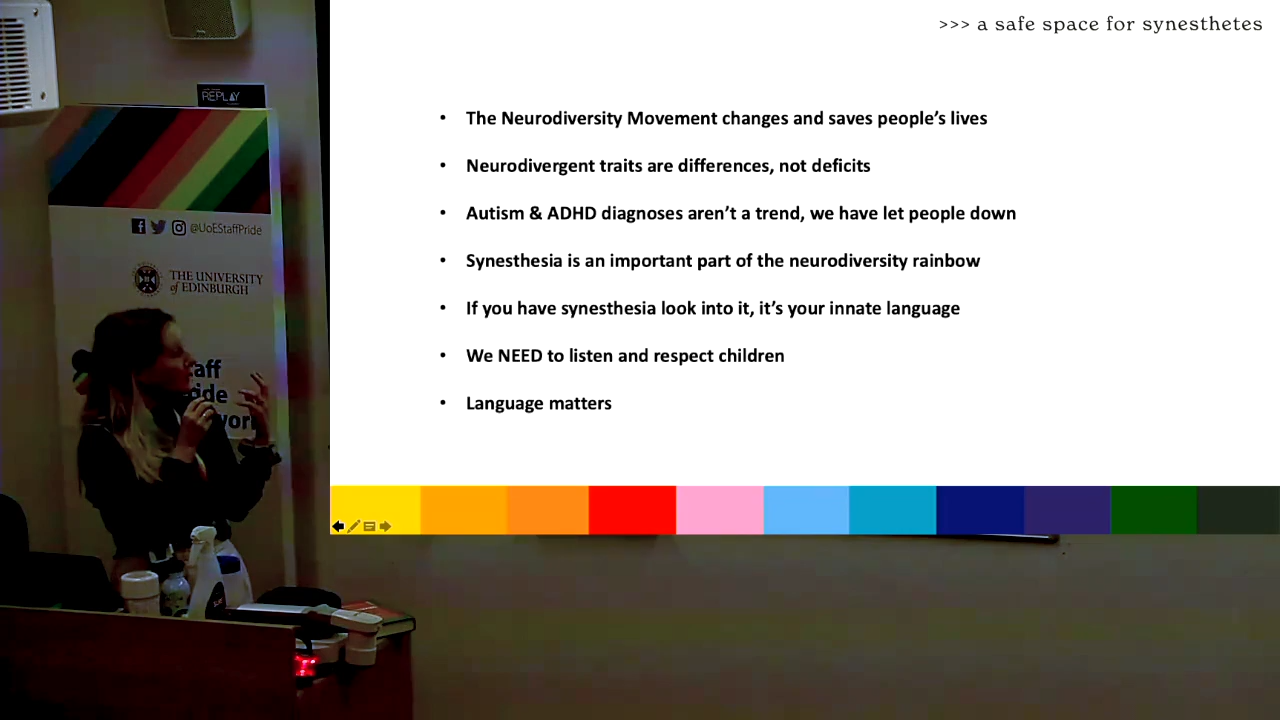 >>> a safe space for synesthetes
REPLAY
• The Neurodiversity Movement changes and saves people’s lives
• Neurodivergent traits are differences, not deficits
• Autism & ADHD diagnoses aren’t a trend, we have let people down
• Synesthesia is an important part of the neurodiversity rainbow
• If you have synesthesia look into it, it’s your innate language
• We NEED to listen and respect children
• Language matters
@UoEStaffPride
THE UNIVERSITY
of EDINBURGH
taff
ride
wor